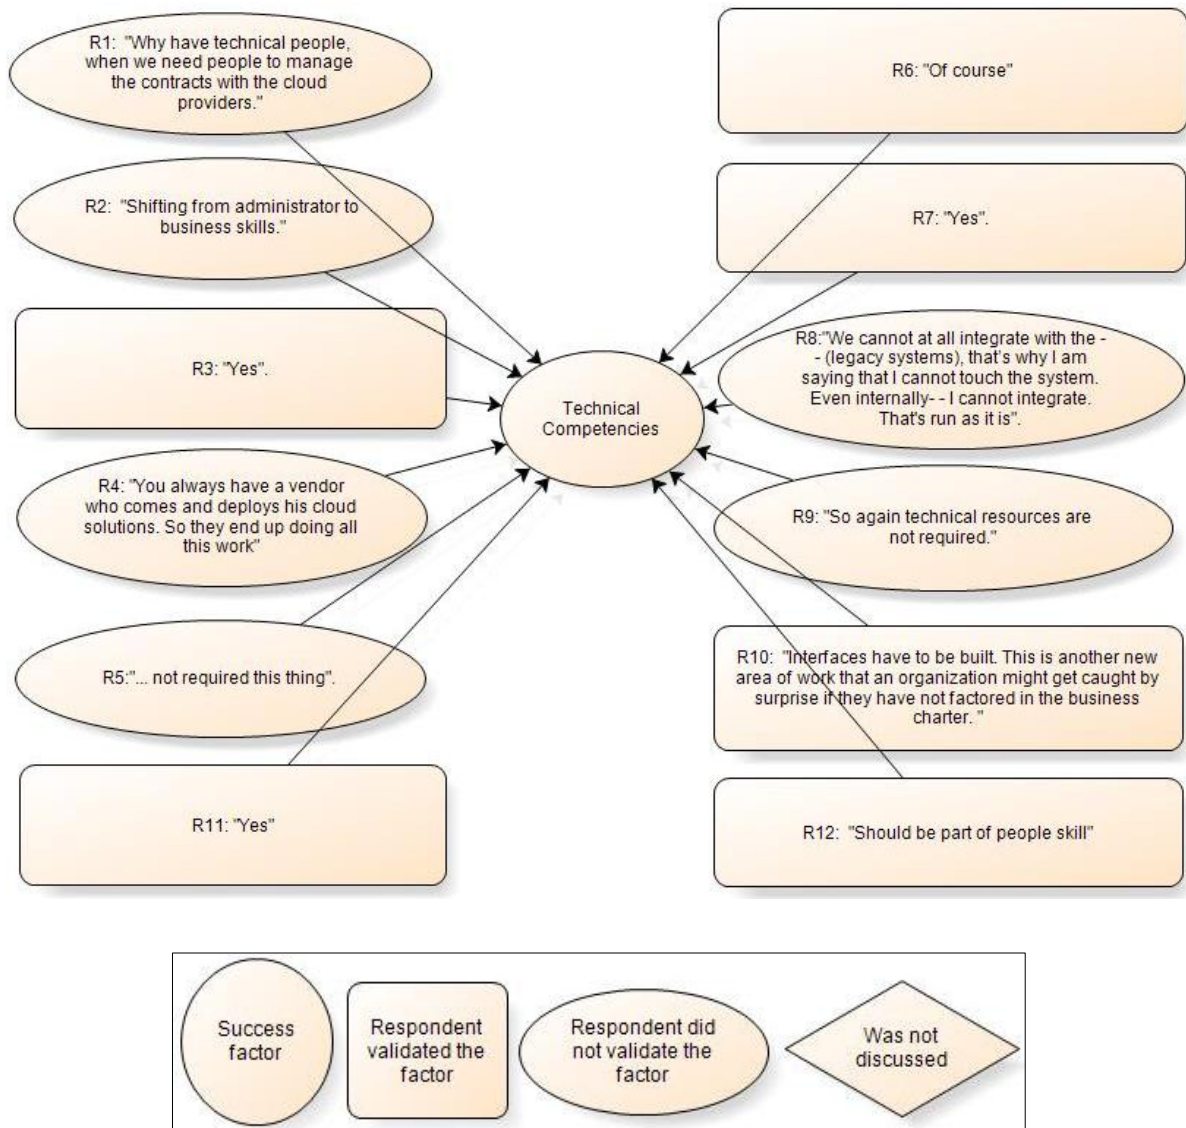 R1: "Why have technical people,
when we need people to manage
the contracts with the cloud
providers."
R2: "Shifting from administrator to
business skills."
R3: "Yes".
R4: "You always have a vendor
who comes and deploys his cloud
solutions. So they end up doing all
this work"
R5:"... not required this thing".
R11: "Yes"
Technical
Competencies
R6: "Of course"
R7: "Yes".
R8:"We cannot at all integrate with the -
- (legacy systems), that's why I am
saying that I cannot touch the system.
Even internally- - I cannot integrate.
That's run as it is".
R9: "So again technical resources are
not required."
R10: "Interfaces have to be built. This is another new
area of work that an organization might get caught by
surprise if they have not factored in the business
charter. "
R12: "Should be part of people skill"
Success
factor
Respondent
validated the
factor
Respondent did
not validate the
factor
Was not
discussed